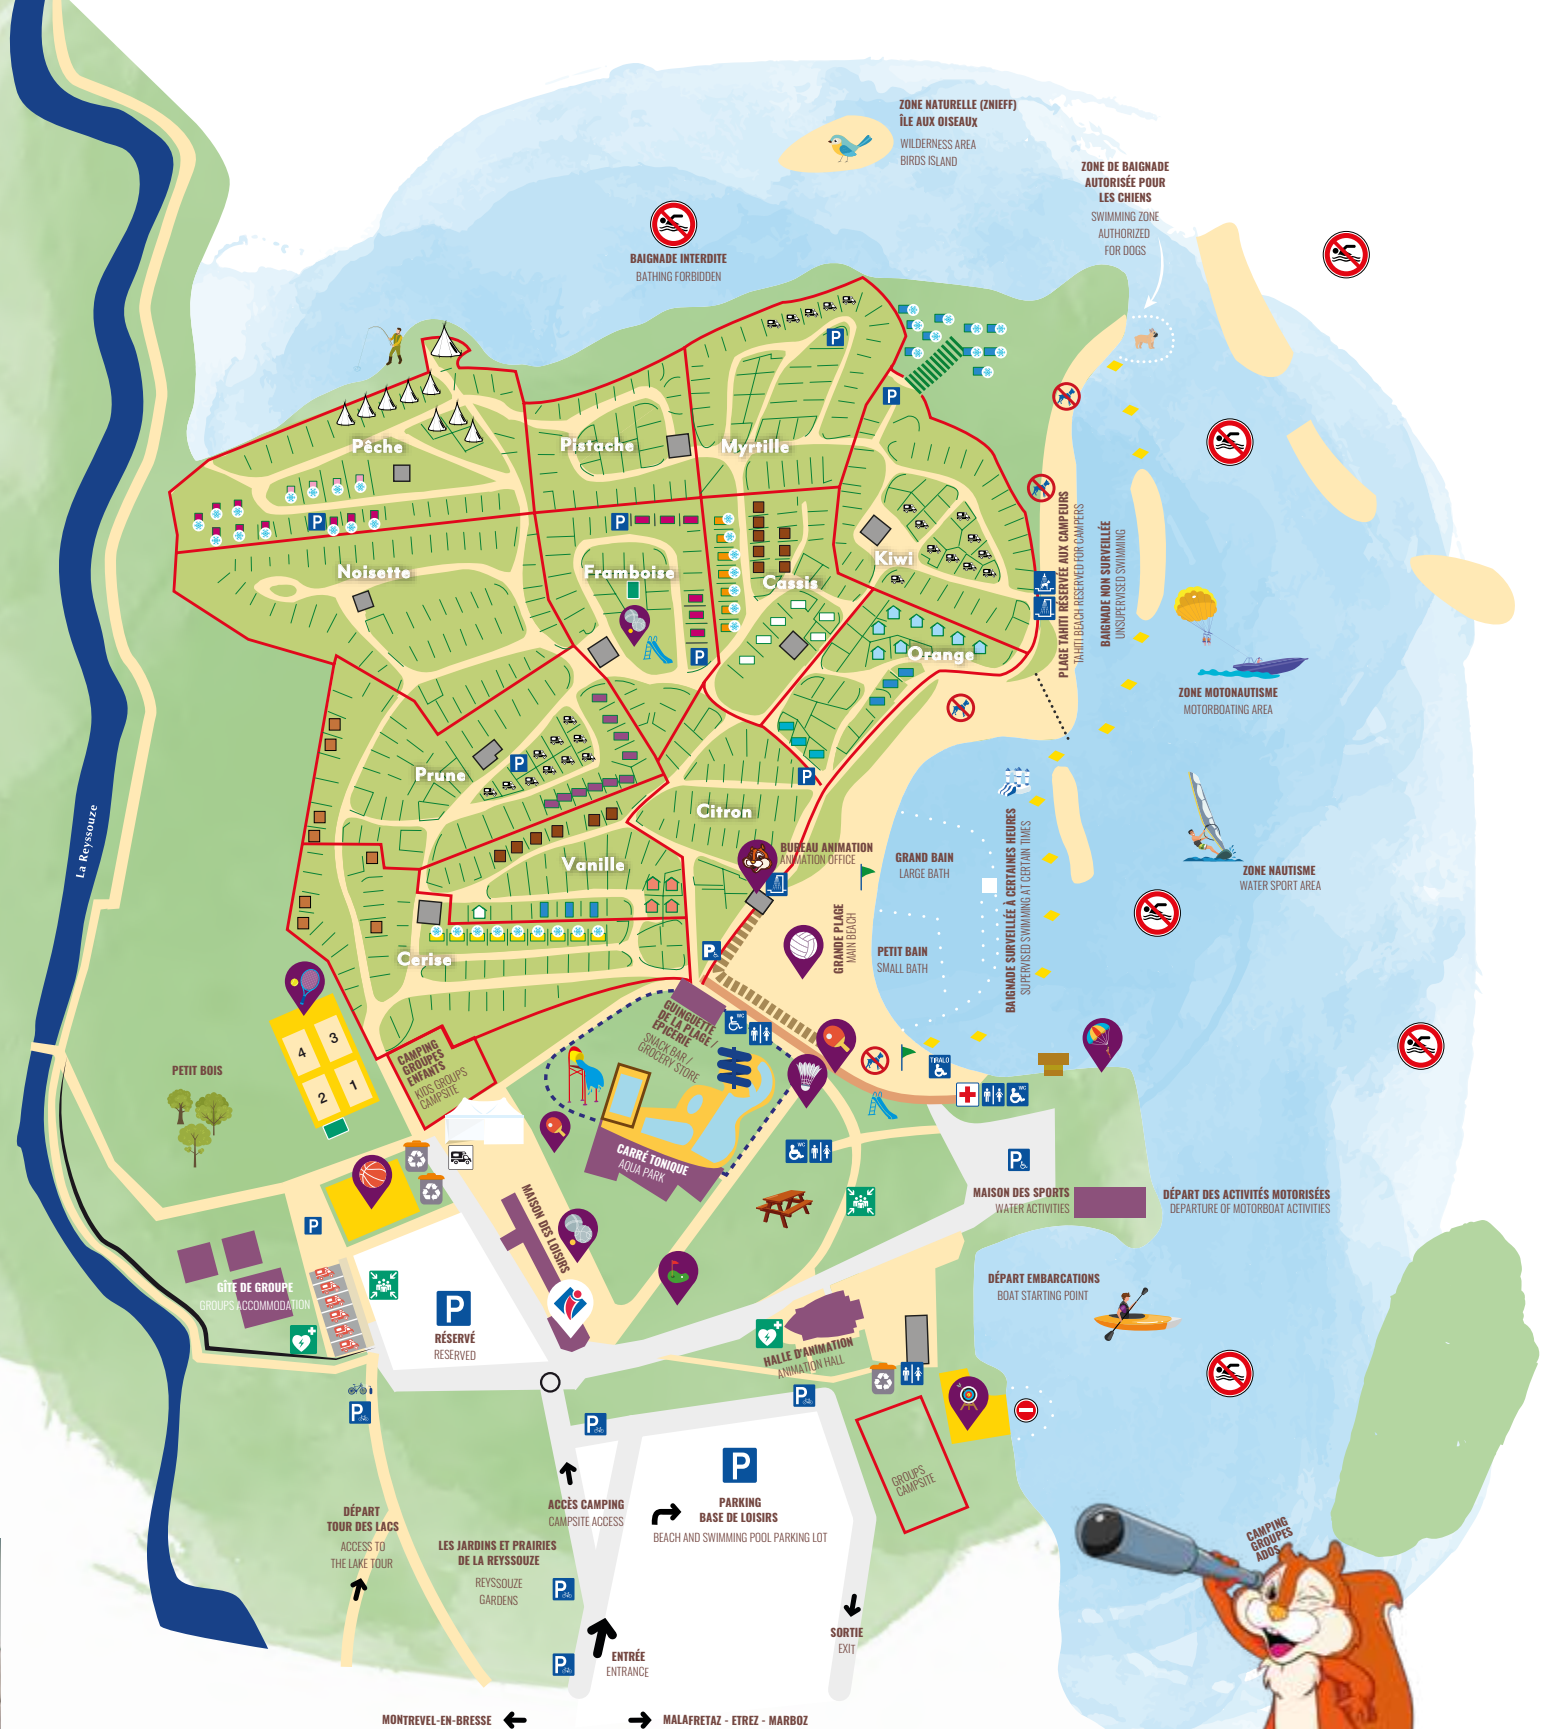 ZONE NATURELLE (ZNIEFF)
ÎLE AUX OISEAUX
WILDERNESS AREA
BIRDS ISLAND
ZONE DE BAIGNADE
AUTORISÉE POUR
LES CHIENS
SWIMMING ZONE
AUTHORIZED
FOR DOGS
BAIGNADE INTERDITE
BATHING FORBIDDEN
P
P
Pêche
Pistache
Myrtille
P
P
Noisette
Framboise
Cassis
Kiwi
Orange
P
PLAGE TAHITI RÉSERVÉE AUX CAMPEURS
TAHITI BEACH RESERVED FOR CAMPERS
BAIGNADE NON SURVEILLÉE
UNSUPERVISED SWIMMING
ZONE MOTONAUTISME
MOTORBOATING AREA
La Reyssouze
Prune
P
P
Citron
Vanille
Cerise
BUREAU ANIMATION
ANIMATION OFFICE
GRAND BAIN
LARGE BATH
GRANDE PLAGE
MAIN BEACH
PETIT BAIN
SMALL BATH
BAIGNADE SURVEILLÉE À CERTAINES HEURES
SUPERVISED SWIMMING AT CERTAIN TIMES
ZONE NAUTISME
WATER SPORT AREA
P
4
3
2
1
PETIT BOIS
CAMPING
GROUPES
ENFANTS
KIDS GROUPS
CAMPSITE
GUINGUETTE
DE LA PLAGE /
ÉPICERIE
SNACK BAR /
GROCERY STORE
WC
TIRALO
WC
CARRÉ TONIQUE
AQUA PARK
WC
P
MAISON DES SPORTS
WATER ACTIVITIES
DÉPART DES ACTIVITÉS MOTORISÉES
DEPARTURE OF MOTORBOAT ACTIVITIES
MAISON DES LOISIRS
P
GÎTE DE GROUPE
GROUPS ACCOMMODATION
P
RÉSERVÉ
RESERVED
DÉPART EMBARCATIONS
BOAT STARTING POINT
HALLE D'ANIMATION
ANIMATION HALL
P
P
P
GROUPS
CAMPSITE
P
PARKING
BASE DE LOISIRS
BEACH AND SWIMMING POOL PARKING LOT
ACCÈS CAMPING
CAMPSITE ACCESS
DÉPART
TOUR DES LACS
ACCESS TO
THE LAKE TOUR
LES JARDINS ET PRAIRIES
DE LA REYSSOUZE
REYSSOUZE
GARDENS
P
P
CAMPING
GROUPES
ADOS
SORTIE
EXIT
ENTRÉE
ENTRANCE
MONTREVEL-EN-BRESSE
MALAFRETAZ - ETREZ - MARBOZ